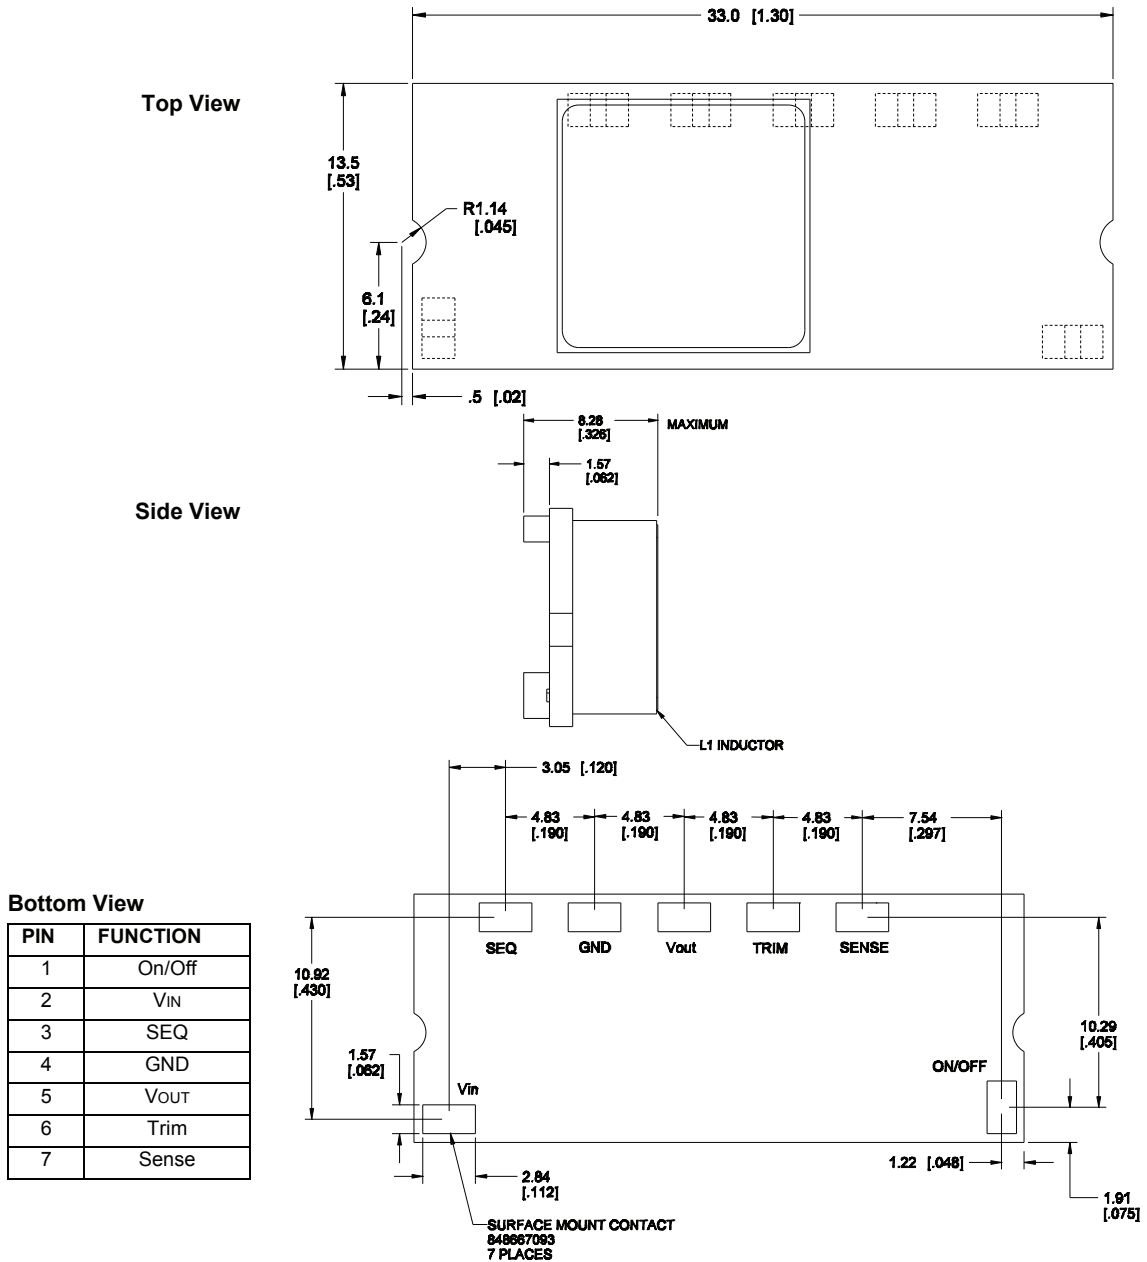 33.0 [1.30]
Top View
13.5
[.53]
R1.14
[.045]
6.1
[.24]
.5 [.02]
8.28
[.326]
MAXIMUM
1.57
[.062]
Side View
L1 INDUCTOR
3.05 [.120]
4.83
[.190]
4.83
[.190]
4.83
[.190]
4.83
[.190]
7.54
[.297]
Bottom View
PIN FUNCTION
1 On/Off
2 VIN
3 SEQ
4 GND
5 VOUT
6 Trim
7 Sense
SEQ
GND
Vout
TRIM
SENSE
10.92
[.430]
10.29
[.405]
1.57
[.062]
Vin
ON/OFF
2.84
[.112]
1.22 [.048]
1.91
[.075]
SURFACE MOUNT CONTACT
848667093
7 PLACES